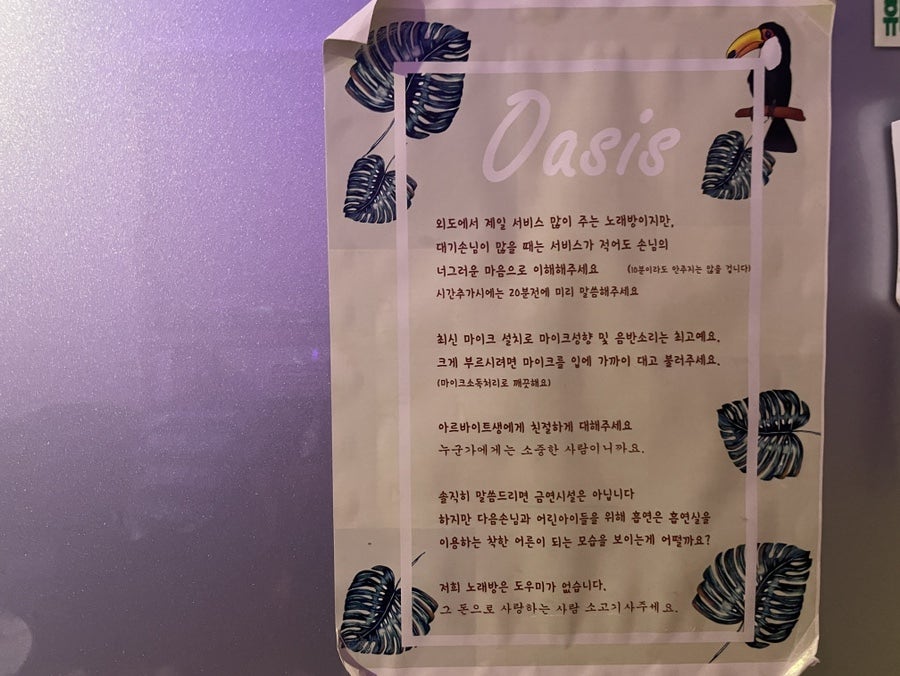 Oasis
외도에서 제일 서비스 많이 주는 노래방이지만,
대기손님이 많을 때는 서비스가 적어도 손님의
너그러운 마음으로 이해해주세요 (10분이라도 안주지는 않을 겁니다)
시간추가시에는 20분전에 미리 말씀해주세요
최신 마이크 설치로 마이크성향 및 음반소리는 최고예요.
크게 부르시려면 마이크를 입에 가까이 대고 불러주세요.
(마이크소독처리로 깨끗해요)
아르바이트생에게 친절하게 대해주세요
누군가에게는 소중한 사람이니까요.
솔직히 말씀드리면 금연시설은 아닙니다
하지만 다음손님과 어린아이들을 위해 흡연은 흡연실을
이용하는 착한 어른이 되는 모습을 보이는게 어떨까요?
저희 노래방은 도우미가 없습니다.
그 돈으로 사랑하는 사람 소고기사주세요.